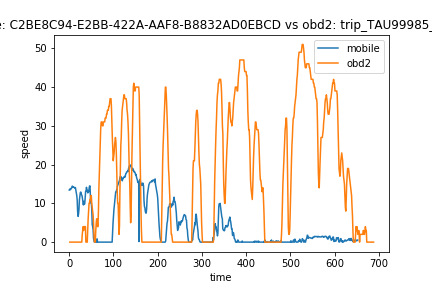 e: C2BE8C94-E2BB-422A-AAF8-B8832AD0EBCD vs obd2: trip_TAU99985_
50
mobile
obd2
40
30
speed
20
10
0
0 100 200 300 400 500 600 700
time